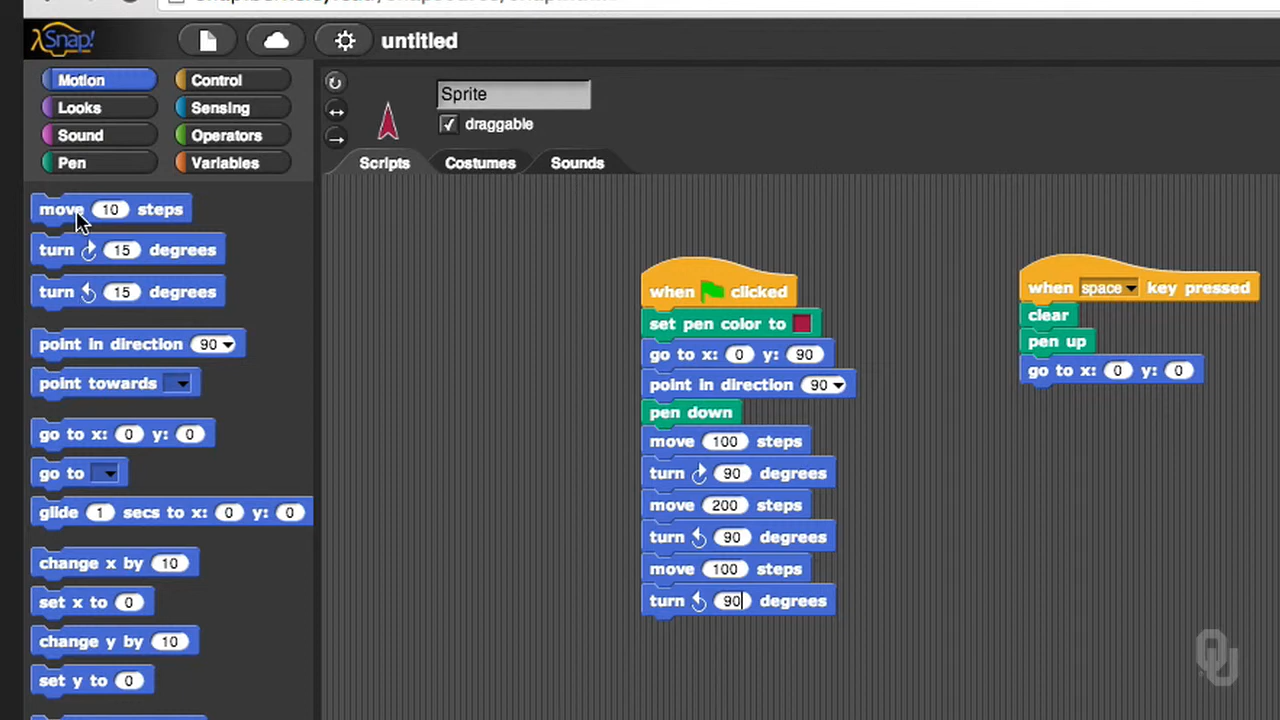 λSnap!
untitled
Motion
Control
Looks
Sensing
Sound
Operators
Pen
Variables
Sprite
draggable
Scripts
Costumes
Sounds
move 10 steps
turn 15 degrees
turn 15 degrees
point in direction 90
point towards
go to x: 0 y: 0
go to
glide 1 secs to x: 0 y: 0
change x by 10
set x to 0
change y by 10
set y to 0
when clicked
set pen color to
go to x: 0 y: 90
point in direction 90
pen down
move 100 steps
turn 90 degrees
move 200 steps
turn 90 degrees
move 100 steps
turn 90 degrees
when space key pressed
clear
pen up
go to x: 0 y: 0
OU